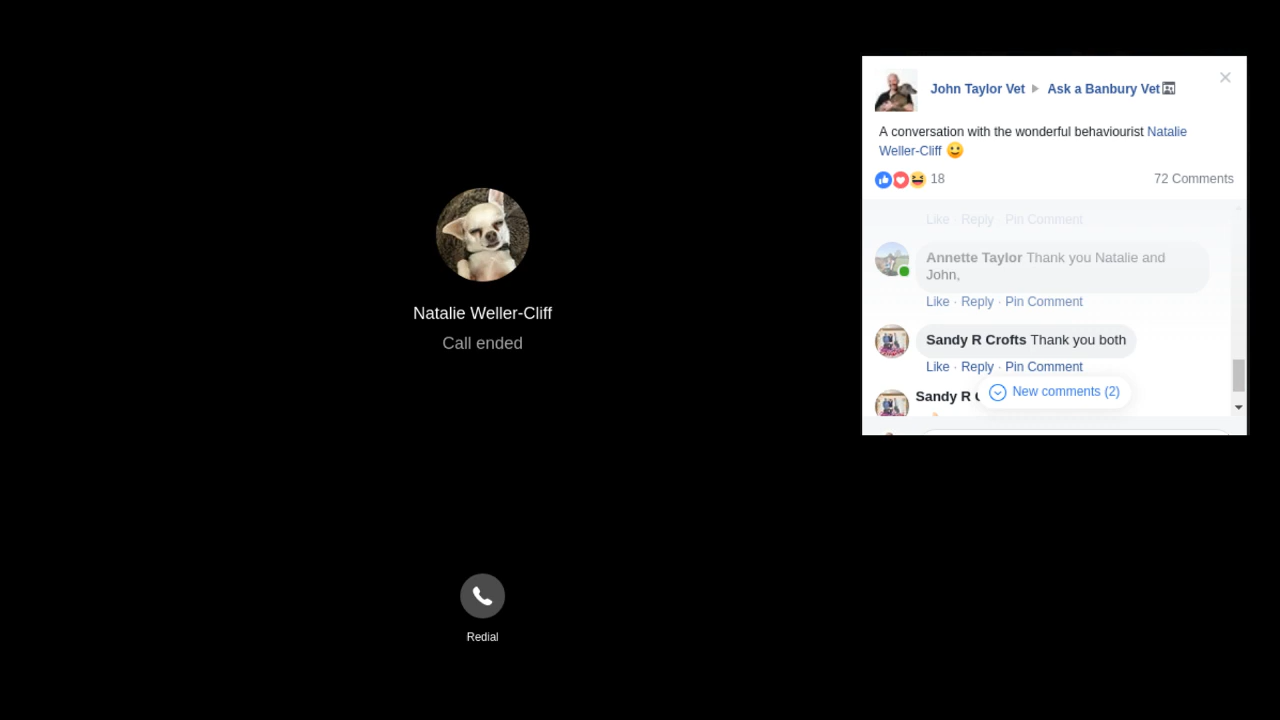 John Taylor Vet Ask a Banbury Vet
A conversation with the wonderful behaviourist Natalie
Weller-Cliff
18
72 Comments
Like · Reply · Pin Comment
Annette Taylor Thank you Natalie and
John,
Like · Reply · Pin Comment
Sandy R Crofts Thank you both
Like · Reply · Pin Comment
Sandy R
New comments (2)
Natalie Weller-Cliff
Call ended
Redial